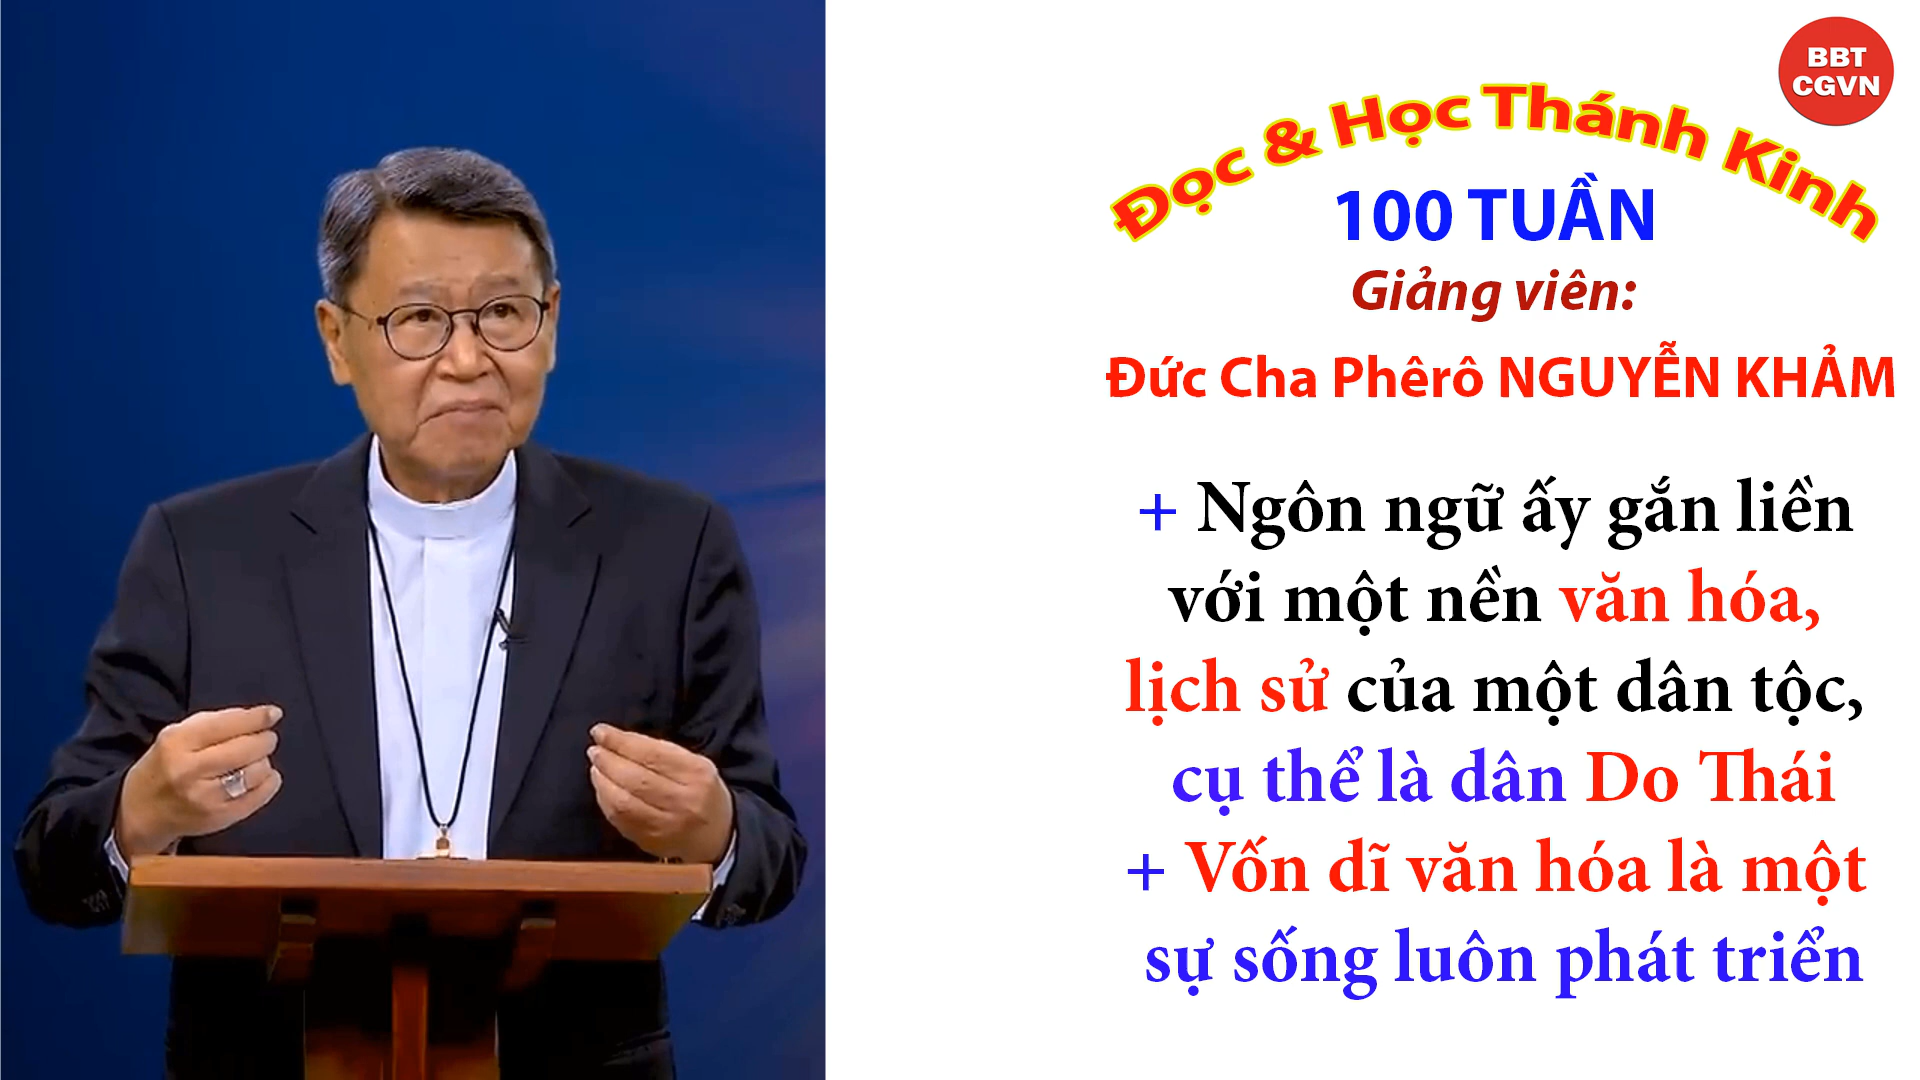 BBT
CGVN
Đọc & Học Thánh Kinh
100 TUẦN
Giảng viên:
Đức Cha Phêrô NGUYỄN KHẢM
+ Ngôn ngữ ấy gắn liền
với một nền văn hóa,
lịch sử của một dân tộc,
cụ thể là dân Do Thái
+ Vốn dĩ văn hóa là một
sự sống luôn phát triển